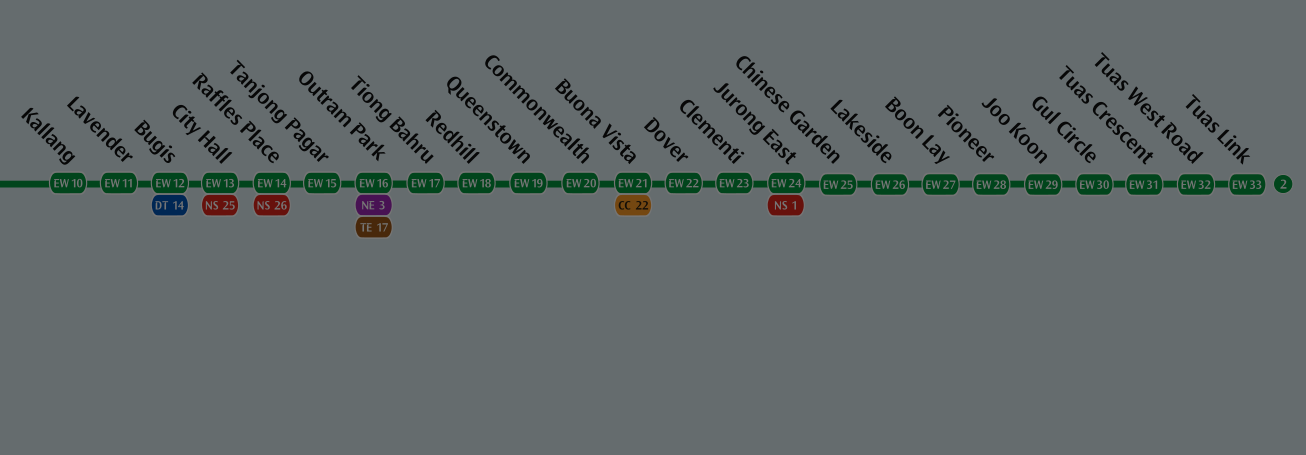 Kallang
Lavender
Bugis
City Hall
Raffles Place
Tanjong Pagar
Outram Park
Tiong Bahru
Redhill
Queenstown
Commonwealth
Buona Vista
Dover
Clementi
Jurong East
Chinese Garden
Lakeside
Boon Lay
Pioneer
Joo Koon
Gul Circle
Tuas Crescent
Tuas West Road
Tuas Link
EW 10 EW 11 EW 12 EW 13 EW 14 EW 15 EW 16 EW 17 EW 18 EW 19 EW 20 EW 21 EW 22 EW 23 EW 24 EW 25 EW 26 EW 27 EW 28 EW 29 EW 30 EW 31 EW 32 EW 33 2
DT 14 NS 25 NS 26 NE 3 CC 22 NS 1
TE 17